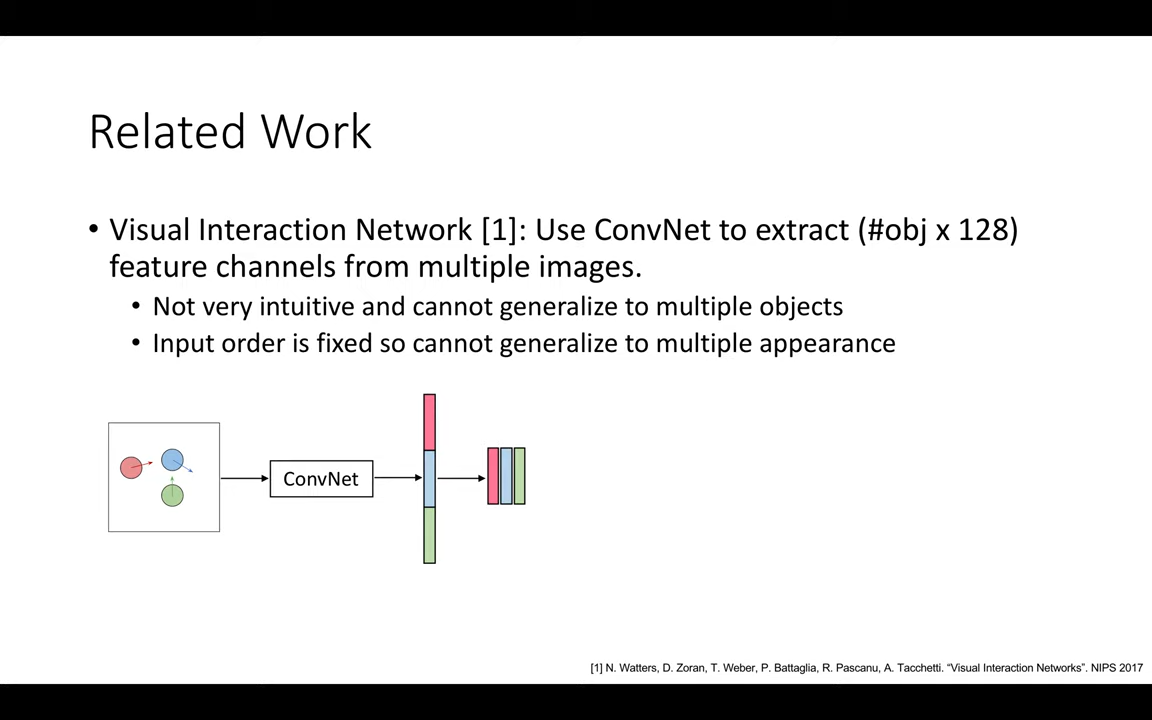 Related Work
• Visual Interaction Network [1]: Use ConvNet to extract (#obj x 128)
feature channels from multiple images.
• Not very intuitive and cannot generalize to multiple objects
• Input order is fixed so cannot generalize to multiple appearance
ConvNet
[1] N. Watters, D. Zoran, T. Weber, P. Battaglia, R. Pascanu, A. Tacchetti. “Visual Interaction Networks”. NIPS 2017